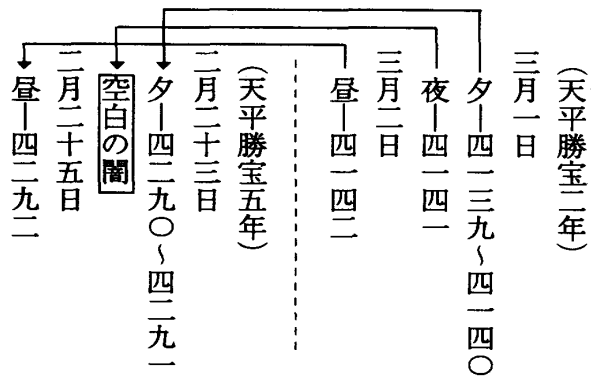 （天平勝宝二年）
三月一日
夕―四一三九～四一四〇
夜―四一四一
三月二日
昼―四一四二
（天平勝宝五年）
二月二十三日
夕―四二九〇～四二九一
空白の闇
二月二十五日
昼―四二九二